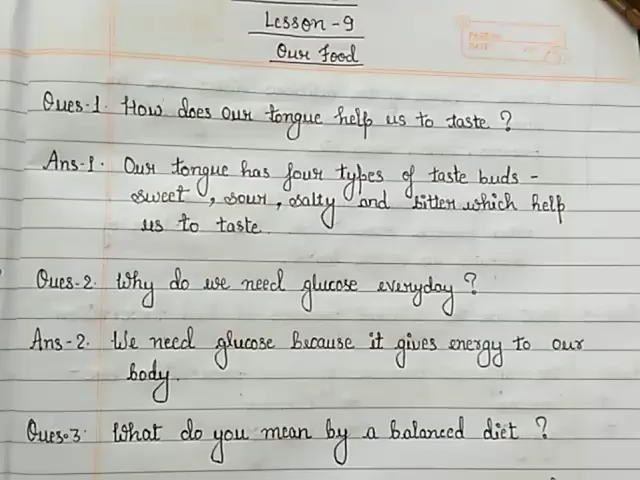 Lesson - 9
Our Food
Ques-1. How does our tongue help us to taste ?
Ans-1. Our tongue has four types of taste buds -
sweet, sour, salty and bitter which help
us to taste.
Ques-2. Why do we need glucose everyday ?
Ans-2. We need glucose because it gives energy to our
body.
Ques-3. What do you mean by a balanced diet ?